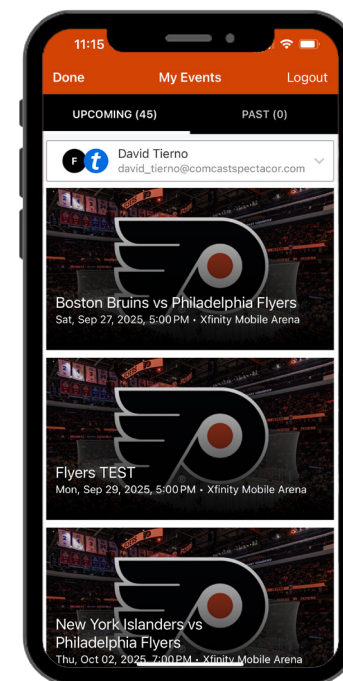 11:15
Done My Events Logout
UPCOMING (45) PAST (0)
F t David Tierno
david_tierno@comcastspectacor.com
Boston Bruins vs Philadelphia Flyers
Sat, Sep 27, 2025, 5:00 PM • Xfinity Mobile Arena
Flyers TEST
Mon, Sep 29, 2025, 5:00 PM • Xfinity Mobile Arena
New York Islanders vs
Philadelphia Flyers
Thu, Oct 02, 2025, 7:00 PM • Xfinity Mobile Arena